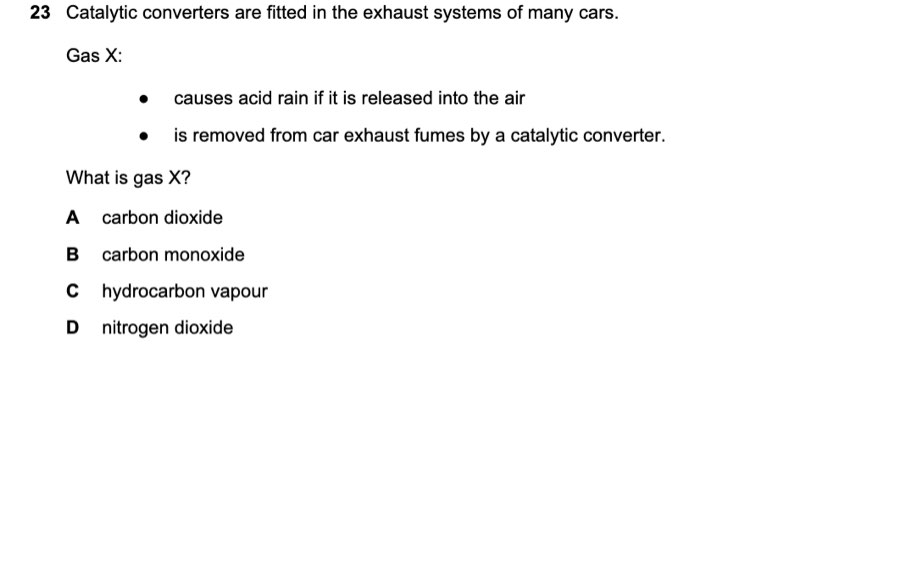 23 Catalytic converters are fitted in the exhaust systems of many cars.
Gas X:
● causes acid rain if it is released into the air
● is removed from car exhaust fumes by a catalytic converter.
What is gas X?
A carbon dioxide
B carbon monoxide
C hydrocarbon vapour
D nitrogen dioxide